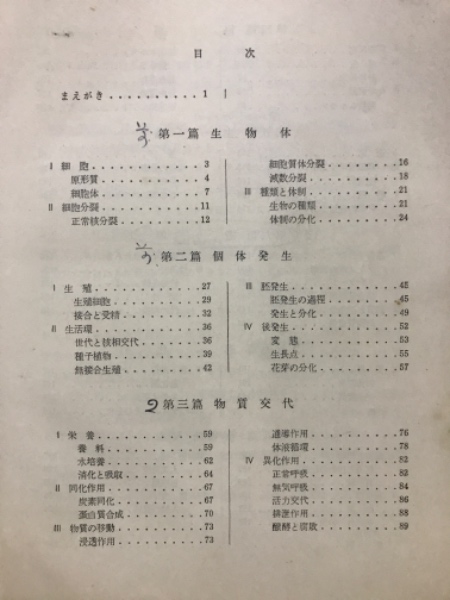 目次
まえがき . . . . . . . . . . 1
第一篇 生物体
I 細胞 . . . . . . . . . . . . 3
原形質 . . . . . . . . . . . 4
細胞体 . . . . . . . . . . . 7
II 細胞分裂 . . . . . . . . . . 11
正常核分裂 . . . . . . . . . 12
細胞質体分裂 . . . . . . . . 16
減数分裂 . . . . . . . . . . 21
III 種類と体制 . . . . . . . . . 21
生物の種類 . . . . . . . . . 21
体制の分化 . . . . . . . . . 24
第二篇 個体発生
I 生殖 . . . . . . . . . . . . 27
生殖細胞 . . . . . . . . . . 29
接合と受精 . . . . . . . . . 32
II 生活環 . . . . . . . . . . . 36
世代と核相交代 . . . . . . . 36
種子植物 . . . . . . . . . . 39
無接合生殖 . . . . . . . . . 42
III 胚発生 . . . . . . . . . . . 45
胚発生の過程 . . . . . . . . 45
発生と分化 . . . . . . . . . 49
IV 後発生 . . . . . . . . . . . 52
変態 . . . . . . . . . . . . 53
生長点 . . . . . . . . . . . 55
花芽の分化 . . . . . . . . . 57
2 第三篇 物質交代
I 栄養 . . . . . . . . . . . . 59
養料 . . . . . . . . . . . . 59
水培養 . . . . . . . . . . . 62
消化と吸収 . . . . . . . . . 64
II 同化作用 . . . . . . . . . . 67
炭素同化 . . . . . . . . . . 67
蛋白質合成 . . . . . . . . . 70
III 物質の移動 . . . . . . . . . 73
浸透作用 . . . . . . . . . . 73
通導作用 . . . . . . . . . . 76
体液循環 . . . . . . . . . . 78
IV 異化作用 . . . . . . . . . . 82
正常呼吸 . . . . . . . . . . 82
無気呼吸 . . . . . . . . . . 84
活力交代 . . . . . . . . . . 86
排泄作用 . . . . . . . . . . 88
醗酵と腐敗 . . . . . . . . . 89